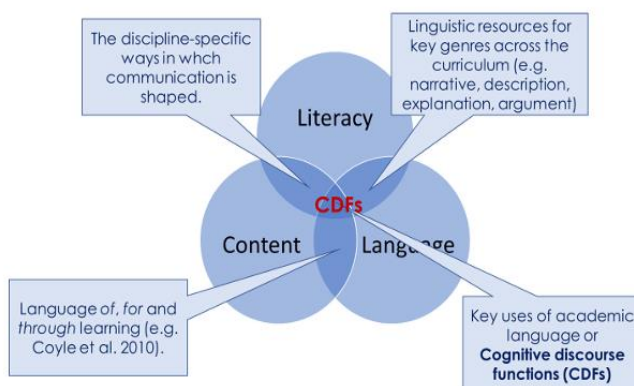 The discipline-specific
ways in whch
communication is
shaped.
Linguistic resources for
key genres across the
curriculum (e.g.
narrative, description,
explanation, argument)
Literacy
CDFs
Content
Language
Language of, for and
through learning (e.g.
Coyle et al. 2010).
Key uses of academic
language or
Cognitive discourse
functions (CDFs)